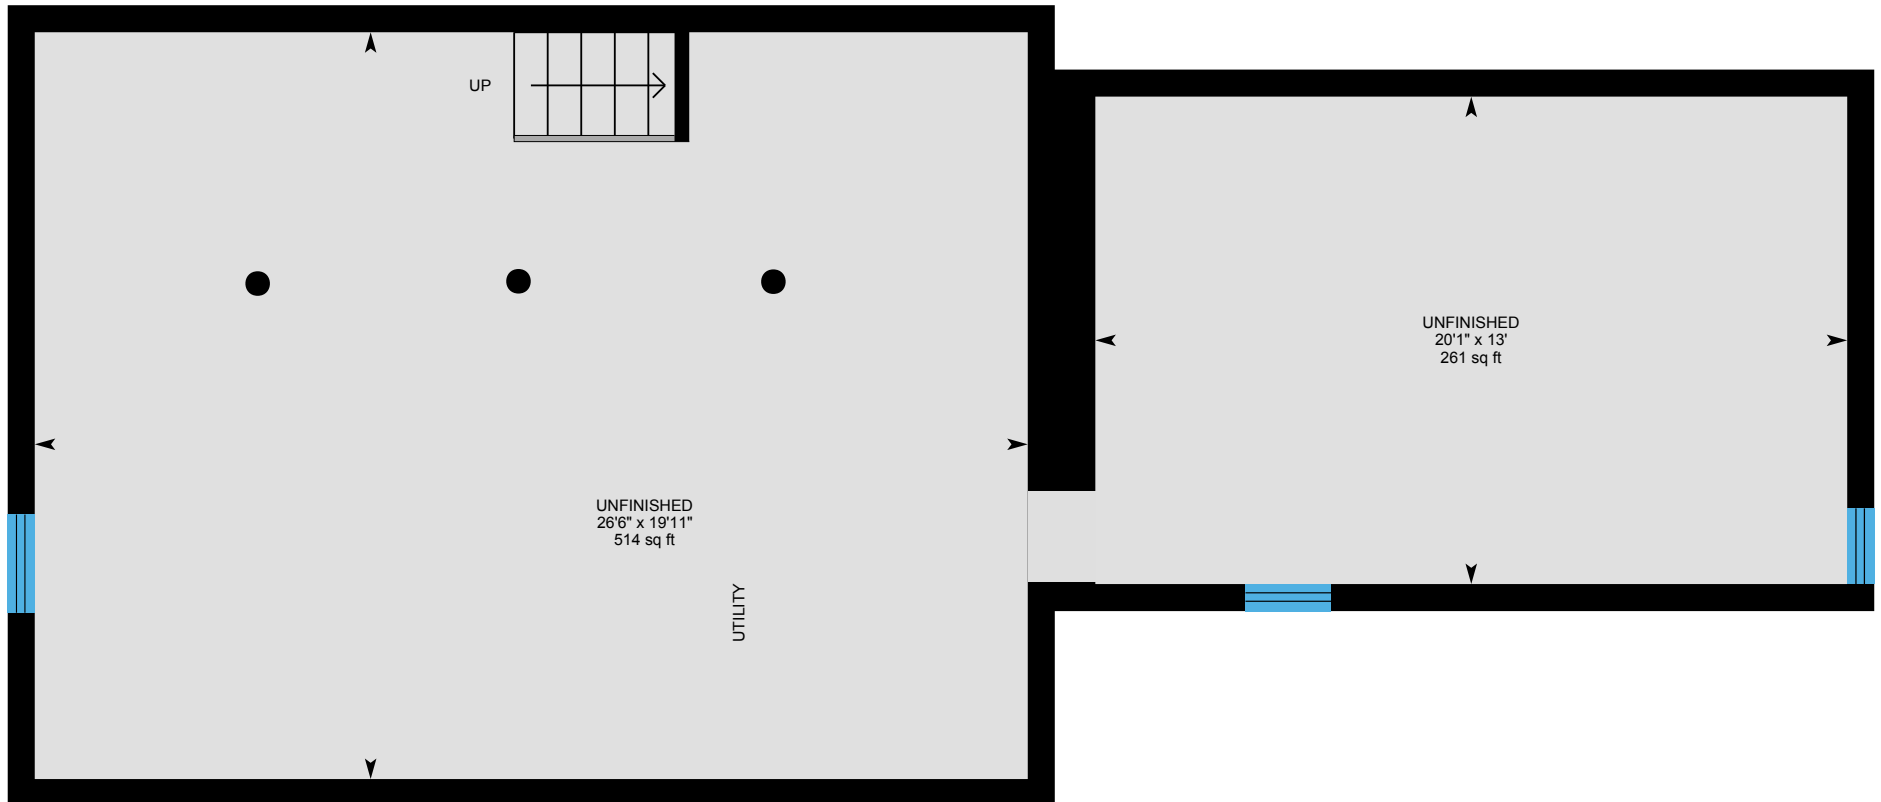 UP
UNFINISHED
20'1" x 13'
261 sq ft
UNFINISHED
26'6" x 19'11"
514 sq ft
UTILITY